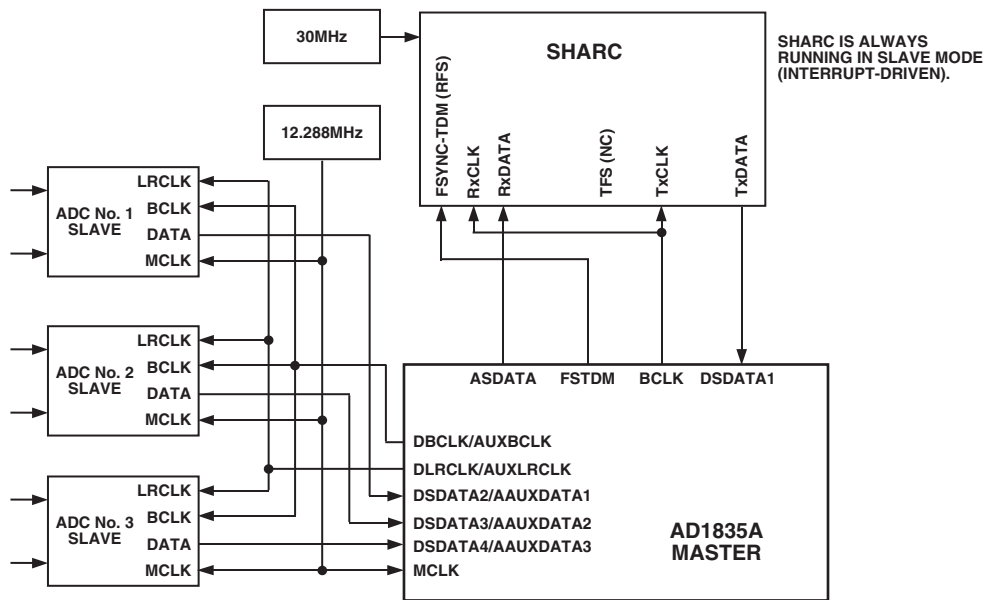 30MHz
SHARC
SHARC IS ALWAYS
RUNNING IN SLAVE MODE
(INTERRUPT-DRIVEN).
12.288MHz
FSYNC-TDM (RFS)
RxCLK
RxDATA
TFS (NC)
TxCLK
TxDATA
ADC No. 1
SLAVE
LRCLK
BCLK
DATA
MCLK
ADC No. 2
SLAVE
LRCLK
BCLK
DATA
MCLK
ADC No. 3
SLAVE
LRCLK
BCLK
DATA
MCLK
ASDATA FSTDM BCLK DSDATA1
DBCLK/AUXBCLK
DLRCLK/AUXLRCLK
DSDATA2/AAUXDATA1
DSDATA3/AAUXDATA2
DSDATA4/AAUXDATA3
MCLK
AD1835A
MASTER